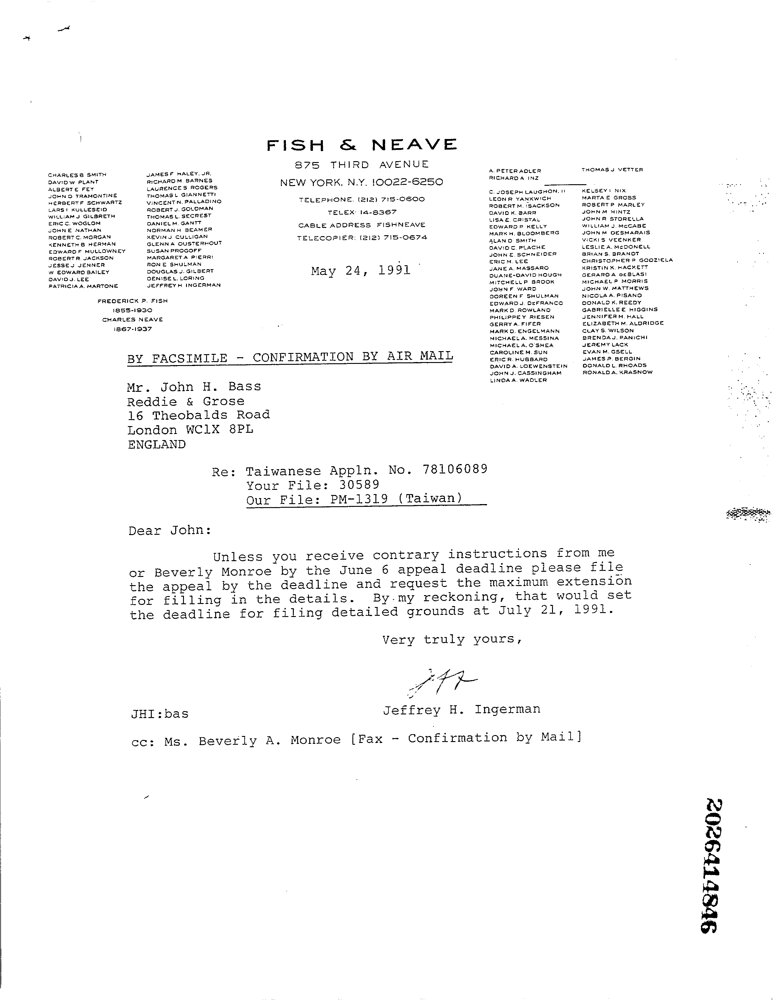 FISH & NEAVE
875 THIRD AVENUE
NEW YORK, N.Y. 10022-6250
TELEPHONE (212) 715-0600
TELEX 14-8367
CABLE ADDRESS FISHNEAVE
TELECOPIER: (212) 715-0674
CHARLES B. SMITH
DAVID W. PLANT
ALBERT E. FEY
JOHN O. TRAMONTINE
HERBERT F. SCHWARTZ
LARS I. KULLESEID
WILLIAM J. GILBRETH
ERIC C. WOGLOM
JOHN E. NATHAN
ROBERT C. MORGAN
KENNETH B. HERMAN
EDWARD F. MULLOWNEY
ROBERT R. JACKSON
JESSE J. JENNER
W. EDWARD BAILEY
DAVID J. LEE
PATRICIA A. MARTONE
JAMES F. HALEY, JR.
RICHARD M. BARNES
LAURENCE S. ROGERS
THOMAS L. GIANNETTI
VINCENT N. PALLADINO
ROBERT J. GOLDMAN
THOMAS L. SECREST
DANIEL M. GANTT
NORMAN H. BEAMER
KEVIN J. CULLIGAN
GLENN A. OUSTERHOUT
SUSAN PROGOFF
MARGARET A. PIERRI
RON E. SHULMAN
DENISE L. LORING
DOUGLAS J. GILBERT
JEFFREY H. INGERMAN
FREDERICK P. FISH
1855-1930
CHARLES NEAVE
1867-1937
A. PETER ADLER
RICHARD A. INZ
THOMAS J. VETTER
C. JOSEPH LAUGHON, II
LEON R. YANKWICH
ROBERT M. ISACKSON
DAVID K. BARR
LISA E. CRISTAL
EDWARD P. KELLY
MARK H. BLOOMBERG
ALAN D. SMITH
DAVID C. PLACHE
JOHN E. SCHNEIDER
ERIC M. LEE
JANE A. MASSARO
DUANE-DAVID HOUGH
MITCHELL P. BROOK
JOHN F. WARD
DOREEN F. SHULMAN
EDWARD J. DEFRANCO
MARK D. ROWLAND
PHILIPPE Y. RIESEN
GERRY A. FIFER
MARK D. ENGELMANN
MICHAEL A. MESSINA
MICHAEL A. O'SHEA
CAROLINE M. SUN
ERIC R. HUBBARD
DAVID A. LOEWENSTEIN
JOHN J. CASSINGHAM
LINDA A. WADLER
KELSEY I. NIX
MARTA E. GROSS
ROBERT P. MARLEY
JOHN M. HINTZ
JOHN R. STORELLA
WILLIAM J. McCABE
JOHN M. DESMARAIS
VICKI S. VEENKER
LESLIE A. McDONELL
BRIAN S. BRANDT
CHRISTOPHER P. GODZIELA
KRISTIN X. HACKETT
GERARD A. DEBLASI
MICHAEL P. MORRIS
JOHN W. MATTHEWS
NICOLA A. PISANO
DONALD K. REEDY
GABRIELLE E. HIGGINS
JENNIFER H. HALL
ELIZABETH M. ALDRIDGE
CLAY S. WILSON
BRENDA J. PANICHI
JEREMY LACK
EVAN M. GSELL
JAMES P. BERGIN
DONALD L. RHOADS
RONALD A. KRASNOW
May 24, 1991
BY FACSIMILE - CONFIRMATION BY AIR MAIL
Mr. John H. Bass
Reddie & Grose
16 Theobalds Road
London WC1X 8PL
ENGLAND
Re: Taiwanese Appln. No. 78106089
Your File: 30589
Our File: PM-1319 (Taiwan)
Dear John:
Unless you receive contrary instructions from me
or Beverly Monroe by the June 6 appeal deadline please file
the appeal by the deadline and request the maximum extension
for filling in the details. By my reckoning, that would set
the deadline for filing detailed grounds at July 21, 1991.
Very truly yours,
Jeffrey H. Ingerman
JHI:bas
cc: Ms. Beverly A. Monroe [Fax - Confirmation by Mail]
2026414846